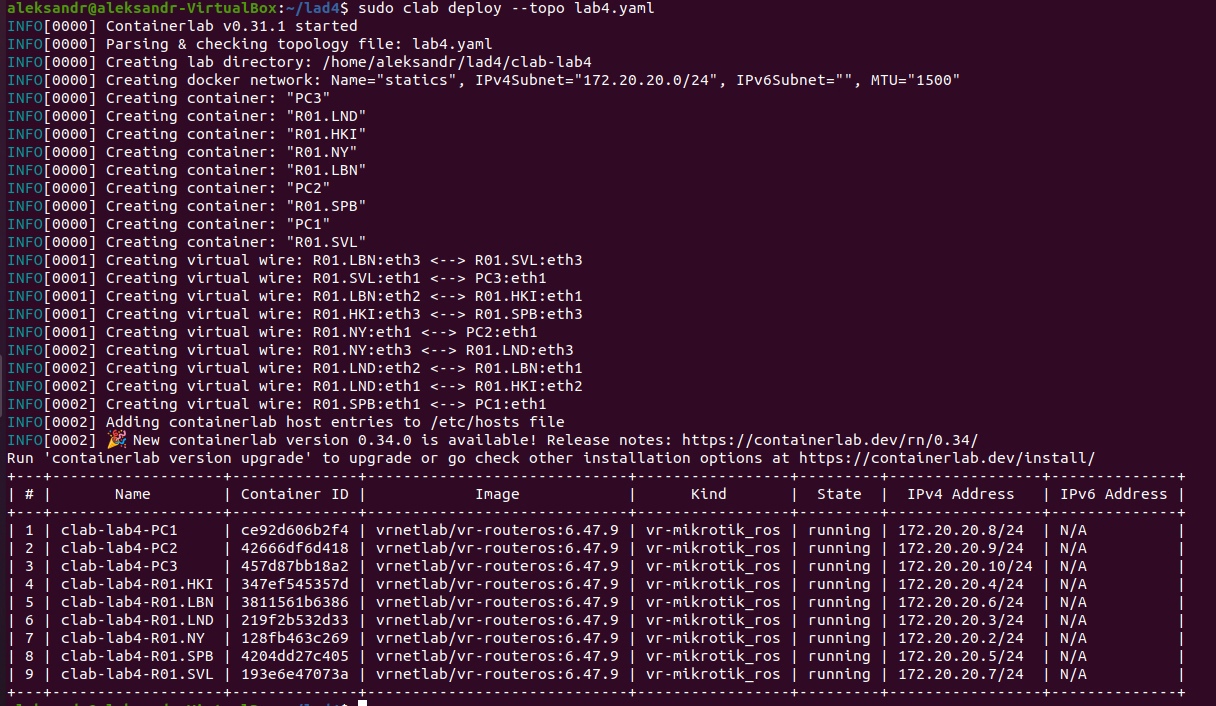 aleksandr@aleksandr-VirtualBox:~/lad4$ sudo clab deploy --topo lab4.yaml
INFO[0000] Containerlab v0.31.1 started
INFO[0000] Parsing & checking topology file: lab4.yaml
INFO[0000] Creating lab directory: /home/aleksandr/lad4/clab-lab4
INFO[0000] Creating docker network: Name="statics", IPv4Subnet="172.20.20.0/24", IPv6Subnet="", MTU="1500"
INFO[0000] Creating container: "PC3"
INFO[0000] Creating container: "R01.LND"
INFO[0000] Creating container: "R01.HKI"
INFO[0000] Creating container: "R01.NY"
INFO[0000] Creating container: "R01.LBN"
INFO[0000] Creating container: "PC2"
INFO[0000] Creating container: "R01.SPB"
INFO[0000] Creating container: "PC1"
INFO[0000] Creating container: "R01.SVL"
INFO[0001] Creating virtual wire: R01.LBN:eth3 <--> R01.SVL:eth3
INFO[0001] Creating virtual wire: R01.SVL:eth1 <--> PC3:eth1
INFO[0001] Creating virtual wire: R01.LBN:eth2 <--> R01.HKI:eth1
INFO[0001] Creating virtual wire: R01.HKI:eth3 <--> R01.SPB:eth3
INFO[0001] Creating virtual wire: R01.NY:eth1 <--> PC2:eth1
INFO[0002] Creating virtual wire: R01.NY:eth3 <--> R01.LND:eth3
INFO[0002] Creating virtual wire: R01.LND:eth2 <--> R01.LBN:eth1
INFO[0002] Creating virtual wire: R01.LND:eth1 <--> R01.HKI:eth2
INFO[0002] Creating virtual wire: R01.SPB:eth1 <--> PC1:eth1
INFO[0002] Adding containerlab host entries to /etc/hosts file
INFO[0002] 🎉 New containerlab version 0.34.0 is available! Release notes: https://containerlab.dev/rn/0.34/
Run 'containerlab version upgrade' to upgrade or go check other installation options at https://containerlab.dev/install/
+---+-------------------+--------------+-----------------------------+-----------------+---------+-----------------+--------------+
| # |       Name        | Container ID |            Image            |      Kind       |  State  |  IPv4 Address   | IPv6 Address |
+---+-------------------+--------------+-----------------------------+-----------------+---------+-----------------+--------------+
| 1 | clab-lab4-PC1     | ce92d606b2f4 | vrnetlab/vr-routeros:6.47.9 | vr-mikrotik_ros | running | 172.20.20.8/24  | N/A          |
| 2 | clab-lab4-PC2     | 42666df6d418 | vrnetlab/vr-routeros:6.47.9 | vr-mikrotik_ros | running | 172.20.20.9/24  | N/A          |
| 3 | clab-lab4-PC3     | 457d87bb18a2 | vrnetlab/vr-routeros:6.47.9 | vr-mikrotik_ros | running | 172.20.20.10/24 | N/A          |
| 4 | clab-lab4-R01.HKI | 347ef545357d | vrnetlab/vr-routeros:6.47.9 | vr-mikrotik_ros | running | 172.20.20.4/24  | N/A          |
| 5 | clab-lab4-R01.LBN | 3811561b6386 | vrnetlab/vr-routeros:6.47.9 | vr-mikrotik_ros | running | 172.20.20.6/24  | N/A          |
| 6 | clab-lab4-R01.LND | 219f2b532d33 | vrnetlab/vr-routeros:6.47.9 | vr-mikrotik_ros | running | 172.20.20.3/24  | N/A          |
| 7 | clab-lab4-R01.NY  | 128fb463c269 | vrnetlab/vr-routeros:6.47.9 | vr-mikrotik_ros | running | 172.20.20.2/24  | N/A          |
| 8 | clab-lab4-R01.SPB | 4204dd27c405 | vrnetlab/vr-routeros:6.47.9 | vr-mikrotik_ros | running | 172.20.20.5/24  | N/A          |
| 9 | clab-lab4-R01.SVL | 193e6e47073a | vrnetlab/vr-routeros:6.47.9 | vr-mikrotik_ros | running | 172.20.20.7/24  | N/A          |
+---+-------------------+--------------+-----------------------------+-----------------+---------+-----------------+--------------+